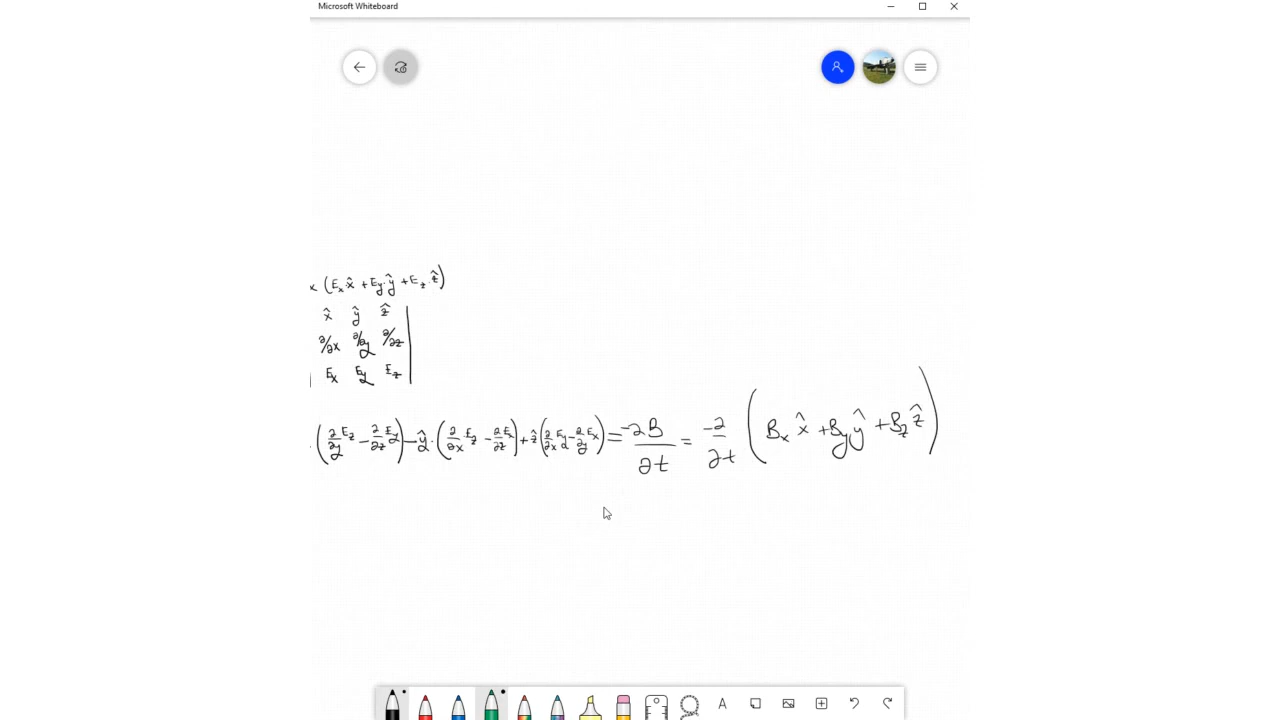 Microsoft Whiteboard
× (Eₓ x̂ + E_y ŷ + E_z ẑ)
x̂ ŷ ẑ
∂/∂x ∂/∂y ∂/∂z
Eₓ E_y E_z
· (∂/∂y E_z − ∂/∂z E_y) − ŷ · (∂/∂x E_z − ∂/∂z Eₓ) + ẑ (∂/∂x E_y − ∂/∂y Eₓ) = −∂B/∂t = −∂/∂t (Bₓ x̂ + B_y ŷ + B_z ẑ)
A